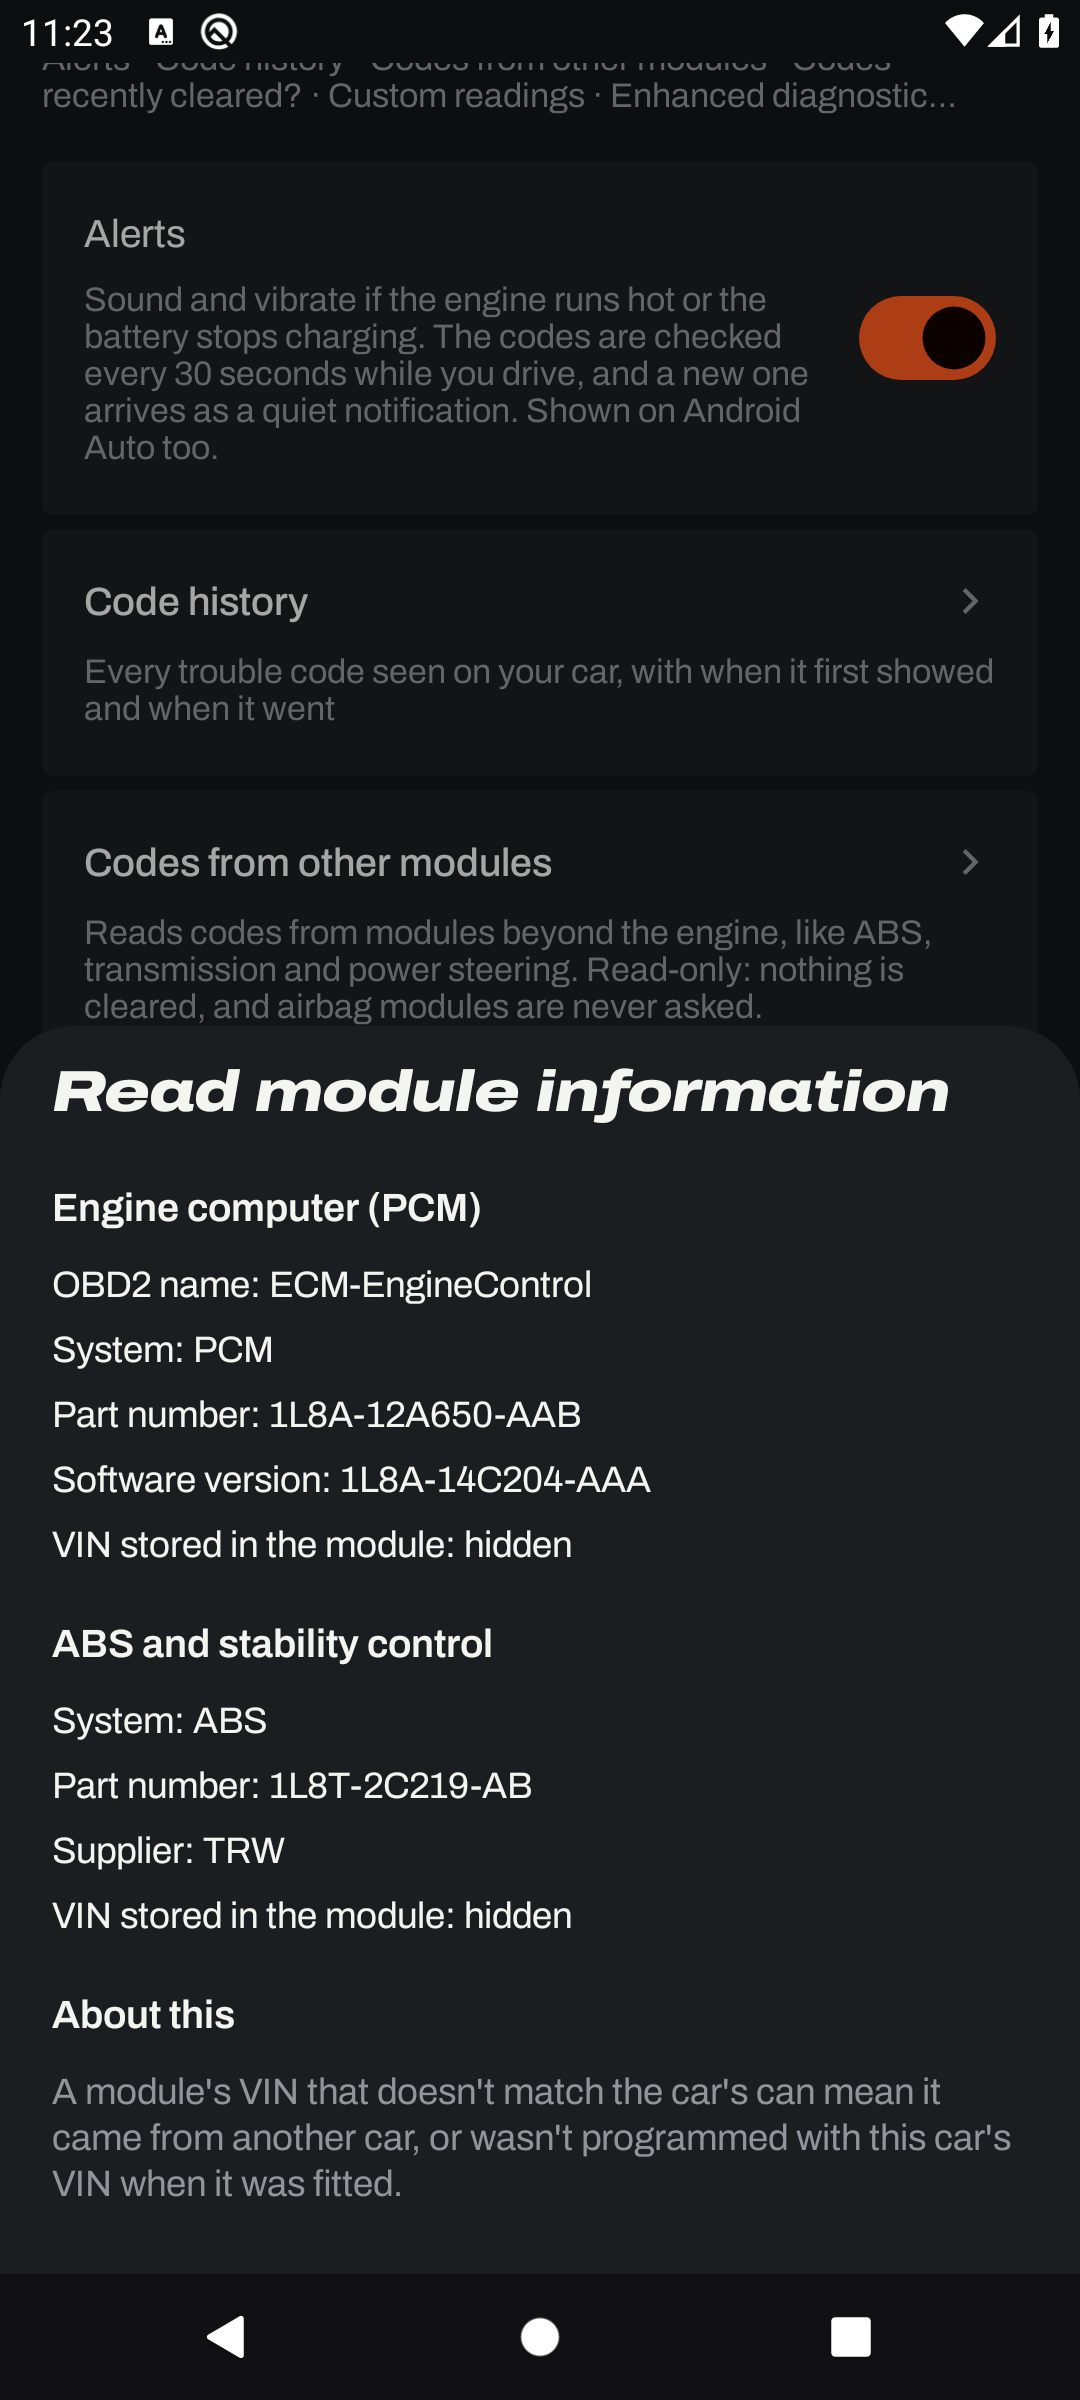 11:23
Alerts · Code history · Codes from other modules · Codes
recently cleared? · Custom readings · Enhanced diagnostic...
Alerts
Sound and vibrate if the engine runs hot or the
battery stops charging. The codes are checked
every 30 seconds while you drive, and a new one
arrives as a quiet notification. Shown on Android
Auto too.
Code history
Every trouble code seen on your car, with when it first showed
and when it went
Codes from other modules
Reads codes from modules beyond the engine, like ABS,
transmission and power steering. Read-only: nothing is
cleared, and airbag modules are never asked.
Read module information
Engine computer (PCM)
OBD2 name: ECM-EngineControl
System: PCM
Part number: 1L8A-12A650-AAB
Software version: 1L8A-14C204-AAA
VIN stored in the module: hidden
ABS and stability control
System: ABS
Part number: 1L8T-2C219-AB
Supplier: TRW
VIN stored in the module: hidden
About this
A module's VIN that doesn't match the car's can mean it
came from another car, or wasn't programmed with this car's
VIN when it was fitted.